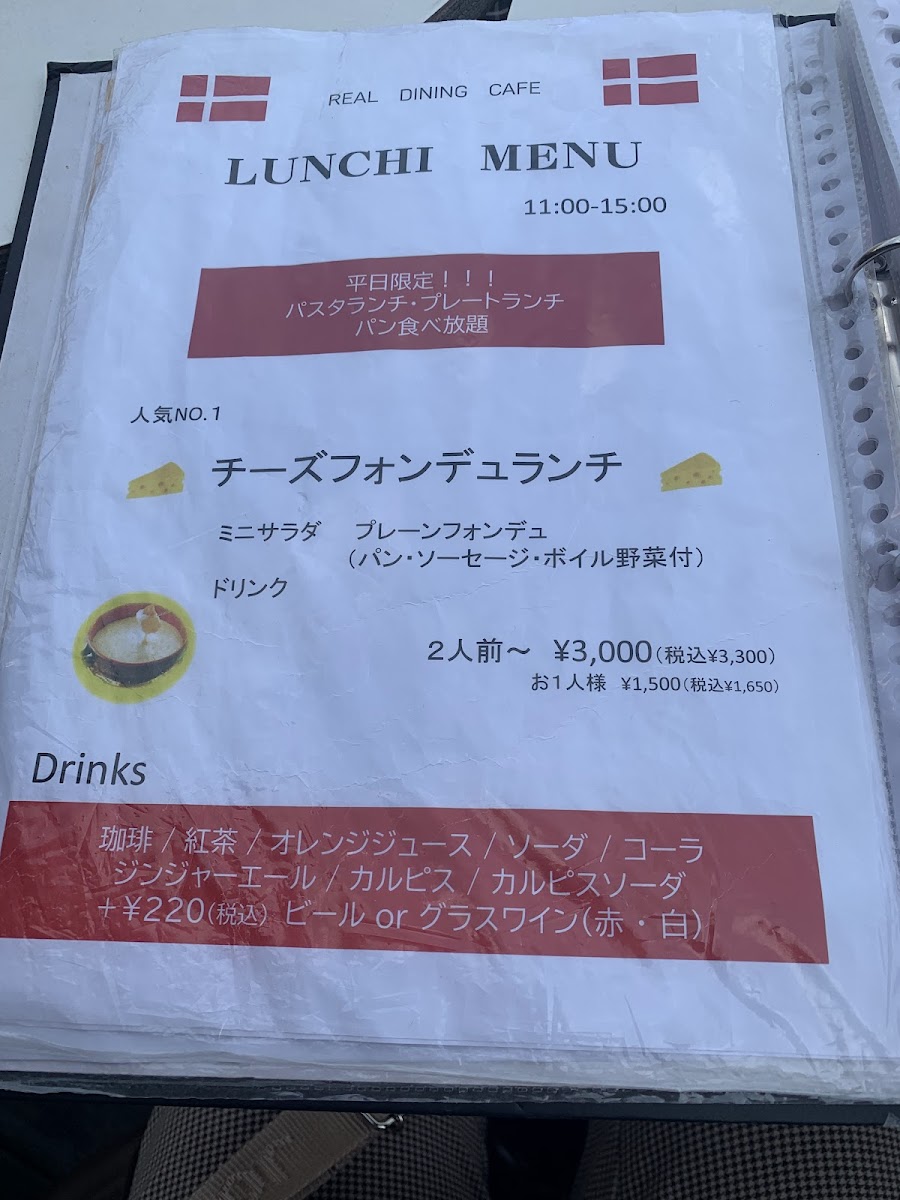 REAL DINING CAFE
LUNCHI MENU
11:00-15:00
平日限定！！！
パスタランチ・プレートランチ
パン食べ放題
人気NO.1
チーズフォンデュランチ
ミニサラダ プレーンフォンデュ
（パン・ソーセージ・ボイル野菜付）
ドリンク
２人前～ ¥3,000（税込¥3,300）
お１人様 ¥1,500（税込¥1,650）
Drinks
珈琲 / 紅茶 / オレンジジュース / ソーダ / コーラ
ジンジャーエール / カルピス / カルピスソーダ
＋¥220（税込） ビール or グラスワイン（赤・白）